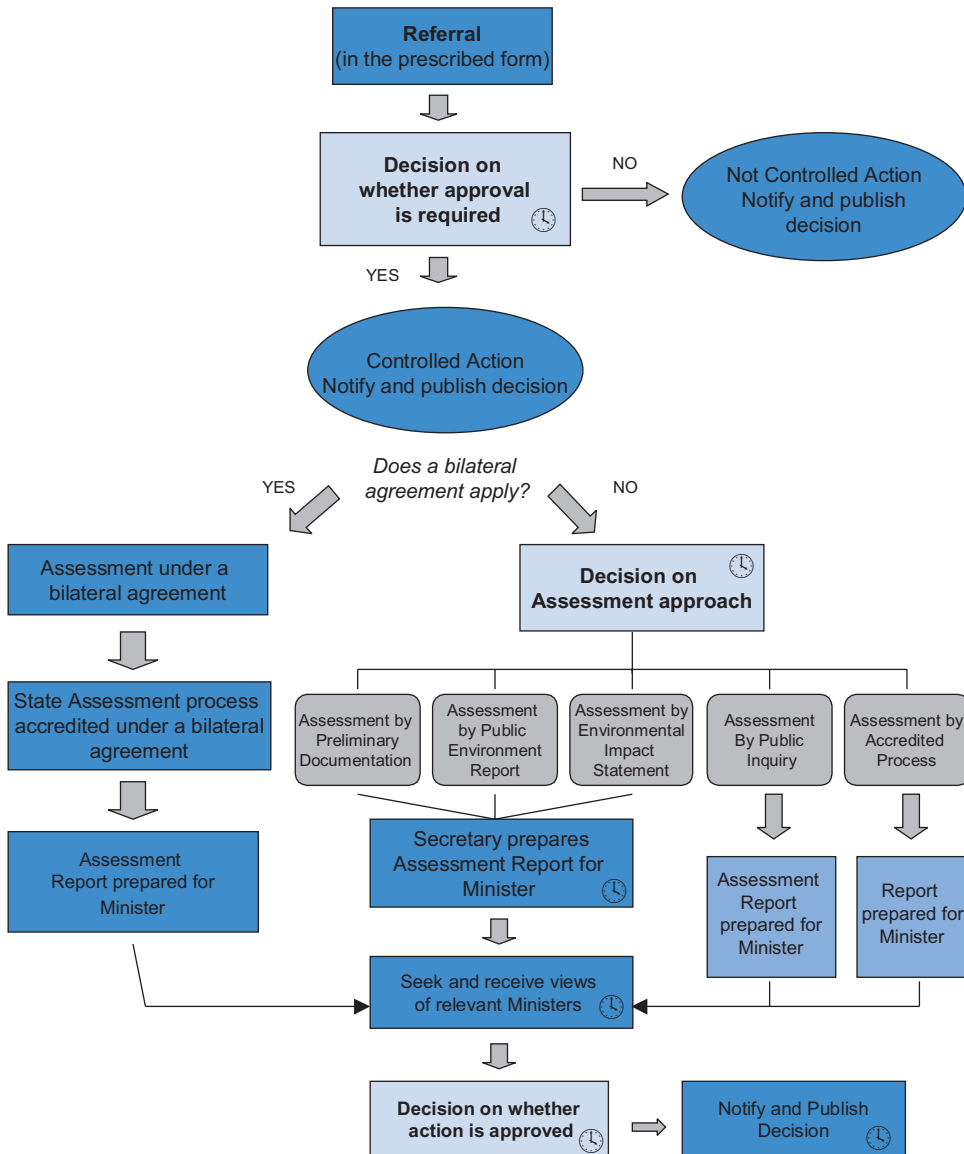 Referral
(in the prescribed form)
Decision on
whether approval
is required
NO
Not Controlled Action
Notify and publish
decision
YES
Controlled Action
Notify and publish decision
Does a bilateral
agreement apply?
YES
NO
Assessment under a
bilateral agreement
Decision on
Assessment approach
State Assessment process
accredited under a bilateral
agreement
Assessment by
Preliminary
Documentation
Assessment
by Public
Environment
Report
Assessment by
Environmental
Impact
Statement
Assessment
By Public
Inquiry
Assessment by
Accredited
Process
Assessment
Report prepared for
Minister
Secretary prepares
Assessment Report for
Minister
Assessment
Report
prepared for
Minister
Report
prepared for
Minister
Seek and receive views
of relevant Ministers
Decision on whether
action is approved
Notify and Publish
Decision